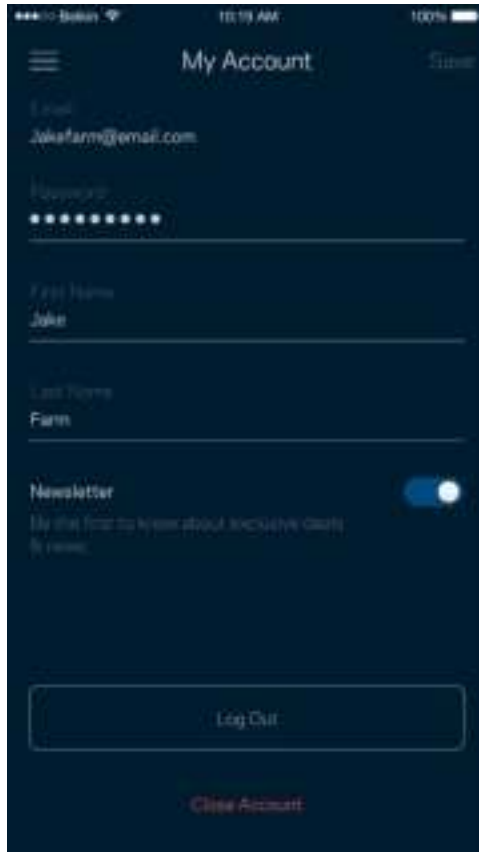 Belkin 10:19 AM 100%
My Account Save
Email
Jakefarm@email.com
Password
First Name
Jake
Last Name
Farm
Newsletter
Be the first to know about exclusive deals
& news.
Log Out
Close Account